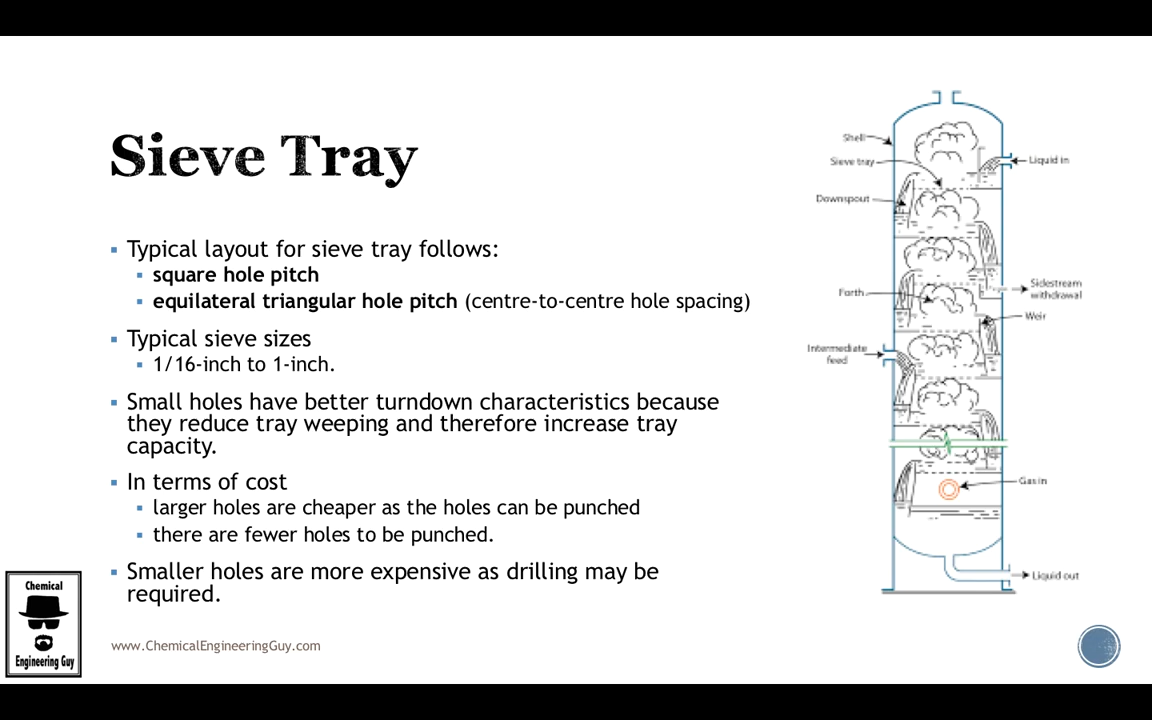 Sieve Tray
Typical layout for sieve tray follows:
square hole pitch
equilateral triangular hole pitch (centre-to-centre hole spacing)
Typical sieve sizes
1/16-inch to 1-inch.
Small holes have better turndown characteristics because
they reduce tray weeping and therefore increase tray
capacity.
In terms of cost
larger holes are cheaper as the holes can be punched
there are fewer holes to be punched.
Smaller holes are more expensive as drilling may be
required.
www.ChemicalEngineeringGuy.com
Chemical
Engineering Guy
Shell
Sieve tray
Liquid in
Downspout
Forth
Sidestream
withdrawal
Weir
Intermediate
feed
Gas in
Liquid out